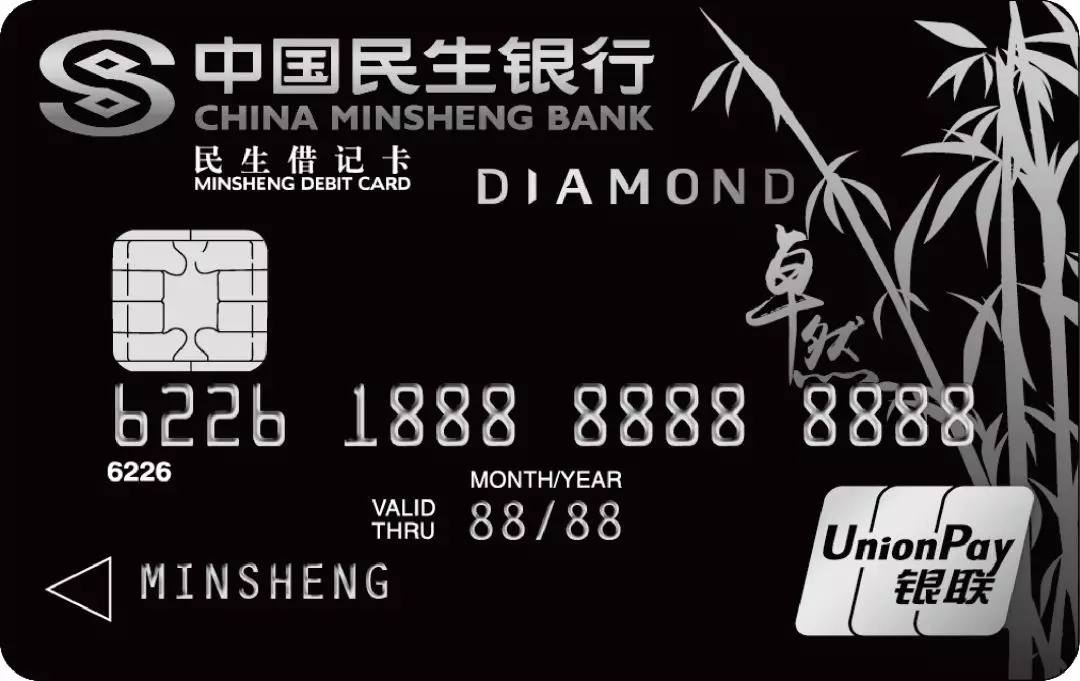 中国民生银行
CHINA MINSHENG BANK
民生借记卡
MINSHENG DEBIT CARD
DIAMOND
卓然
6226 1888 8888 8888
6226
MONTH/YEAR
VALID THRU 88/88
MINSHENG
UnionPay
银联